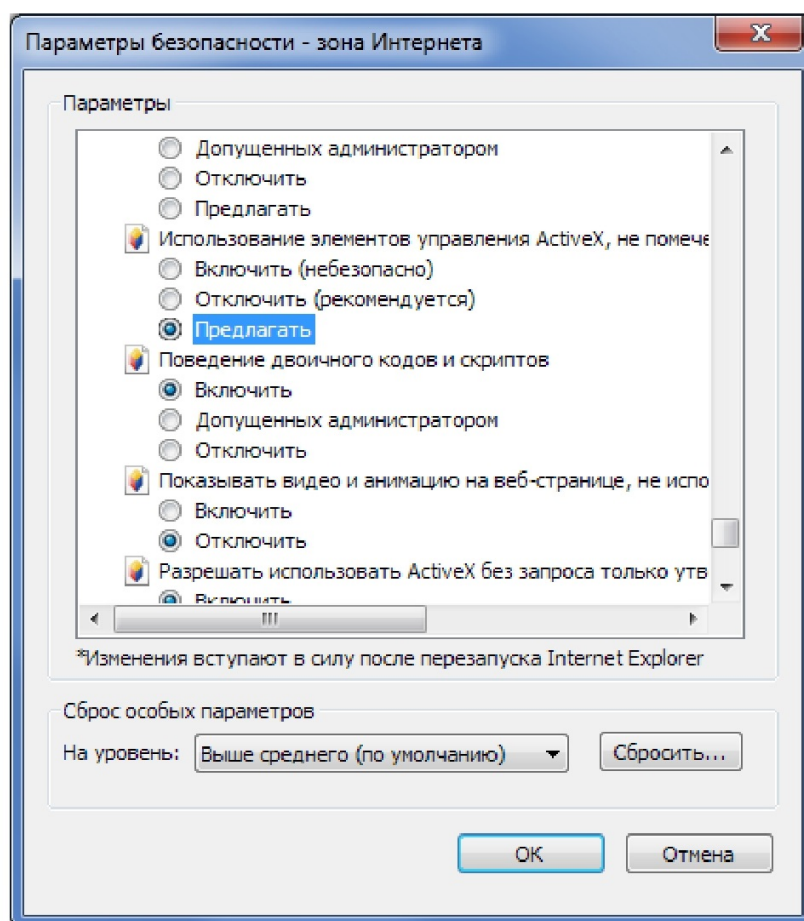 Параметры безопасности - зона Интернета
Параметры
Допущенных администратором
Отключить
Предлагать
Использование элементов управления ActiveX, не помече
Включить (небезопасно)
Отключить (рекомендуется)
Предлагать
Поведение двоичного кодов и скриптов
Включить
Допущенных администратором
Отключить
Показывать видео и анимацию на веб-странице, не испо
Включить
Отключить
Разрешать использовать ActiveX без запроса только утв
Включить
*Изменения вступают в силу после перезапуска Internet Explorer
Сброс особых параметров
На уровень: Выше среднего (по умолчанию) Сбросить...
ОК Отмена